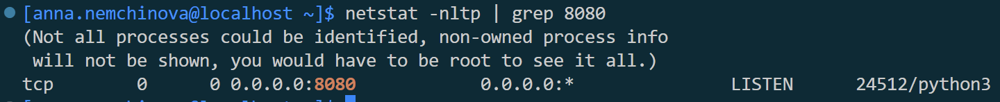 [anna.nemchinova@localhost ~]$ netstat -nltp | grep 8080
(Not all processes could be identified, non-owned process info
 will not be shown, you would have to be root to see it all.)
tcp        0      0 0.0.0.0:8080            0.0.0.0:*               LISTEN      24512/python3